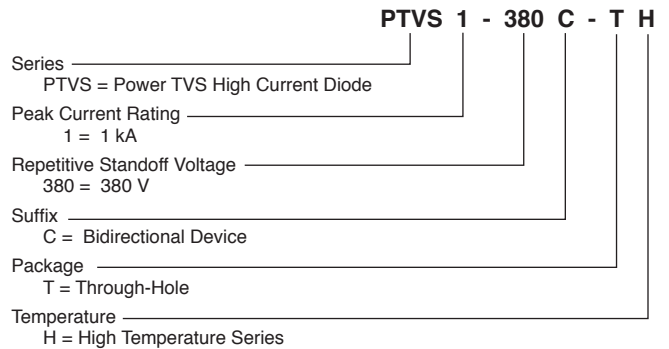 PTVS 1 - 380 C - T H
Series
PTVS = Power TVS High Current Diode
Peak Current Rating
1 = 1 kA
Repetitive Standoff Voltage
380 = 380 V
Suffix
C = Bidirectional Device
Package
T = Through-Hole
Temperature
H = High Temperature Series